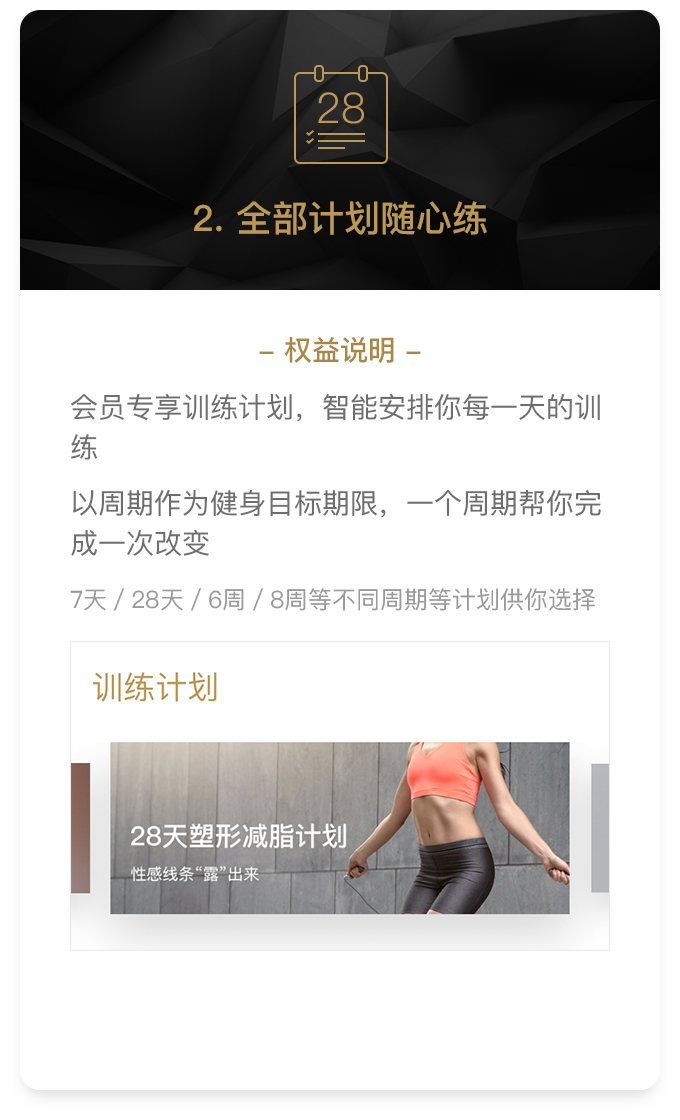 28
2. 全部计划随心练
– 权益说明 –
会员专享训练计划，智能安排你每一天的训
练
以周期作为健身目标期限，一个周期帮你完
成一次改变
7天 / 28天 / 6周 / 8周等不同周期等计划供你选择
训练计划
28天塑形减脂计划
性感线条“露”出来